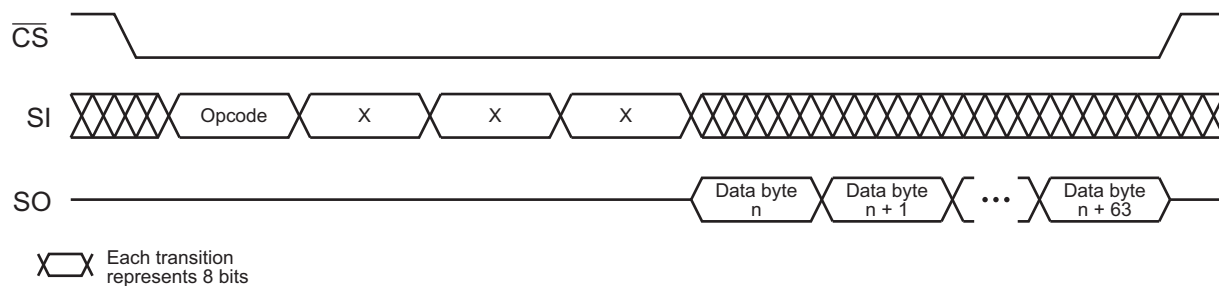 CS
SI
Opcode
X
X
X
SO
Data byte
n
Data byte
n + 1
•••
Data byte
n + 63
Each transition
represents 8 bits